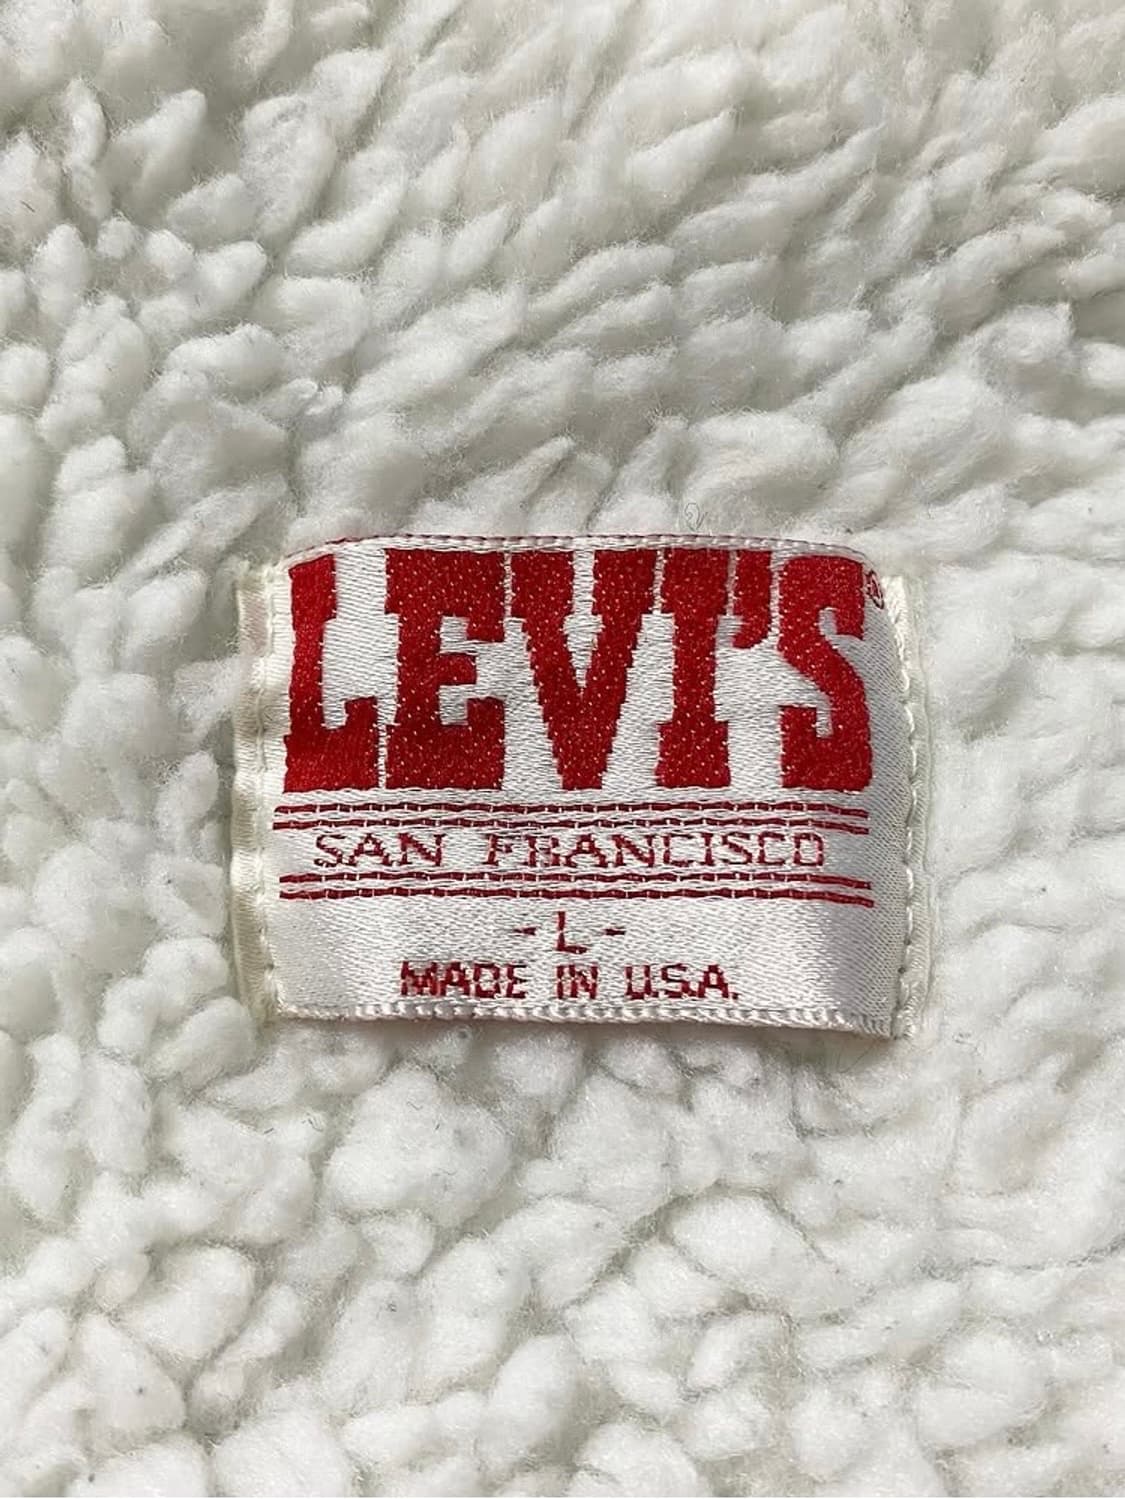 LEVI'S®
SAN FRANCISCO
-L-
MADE IN U.S.A.